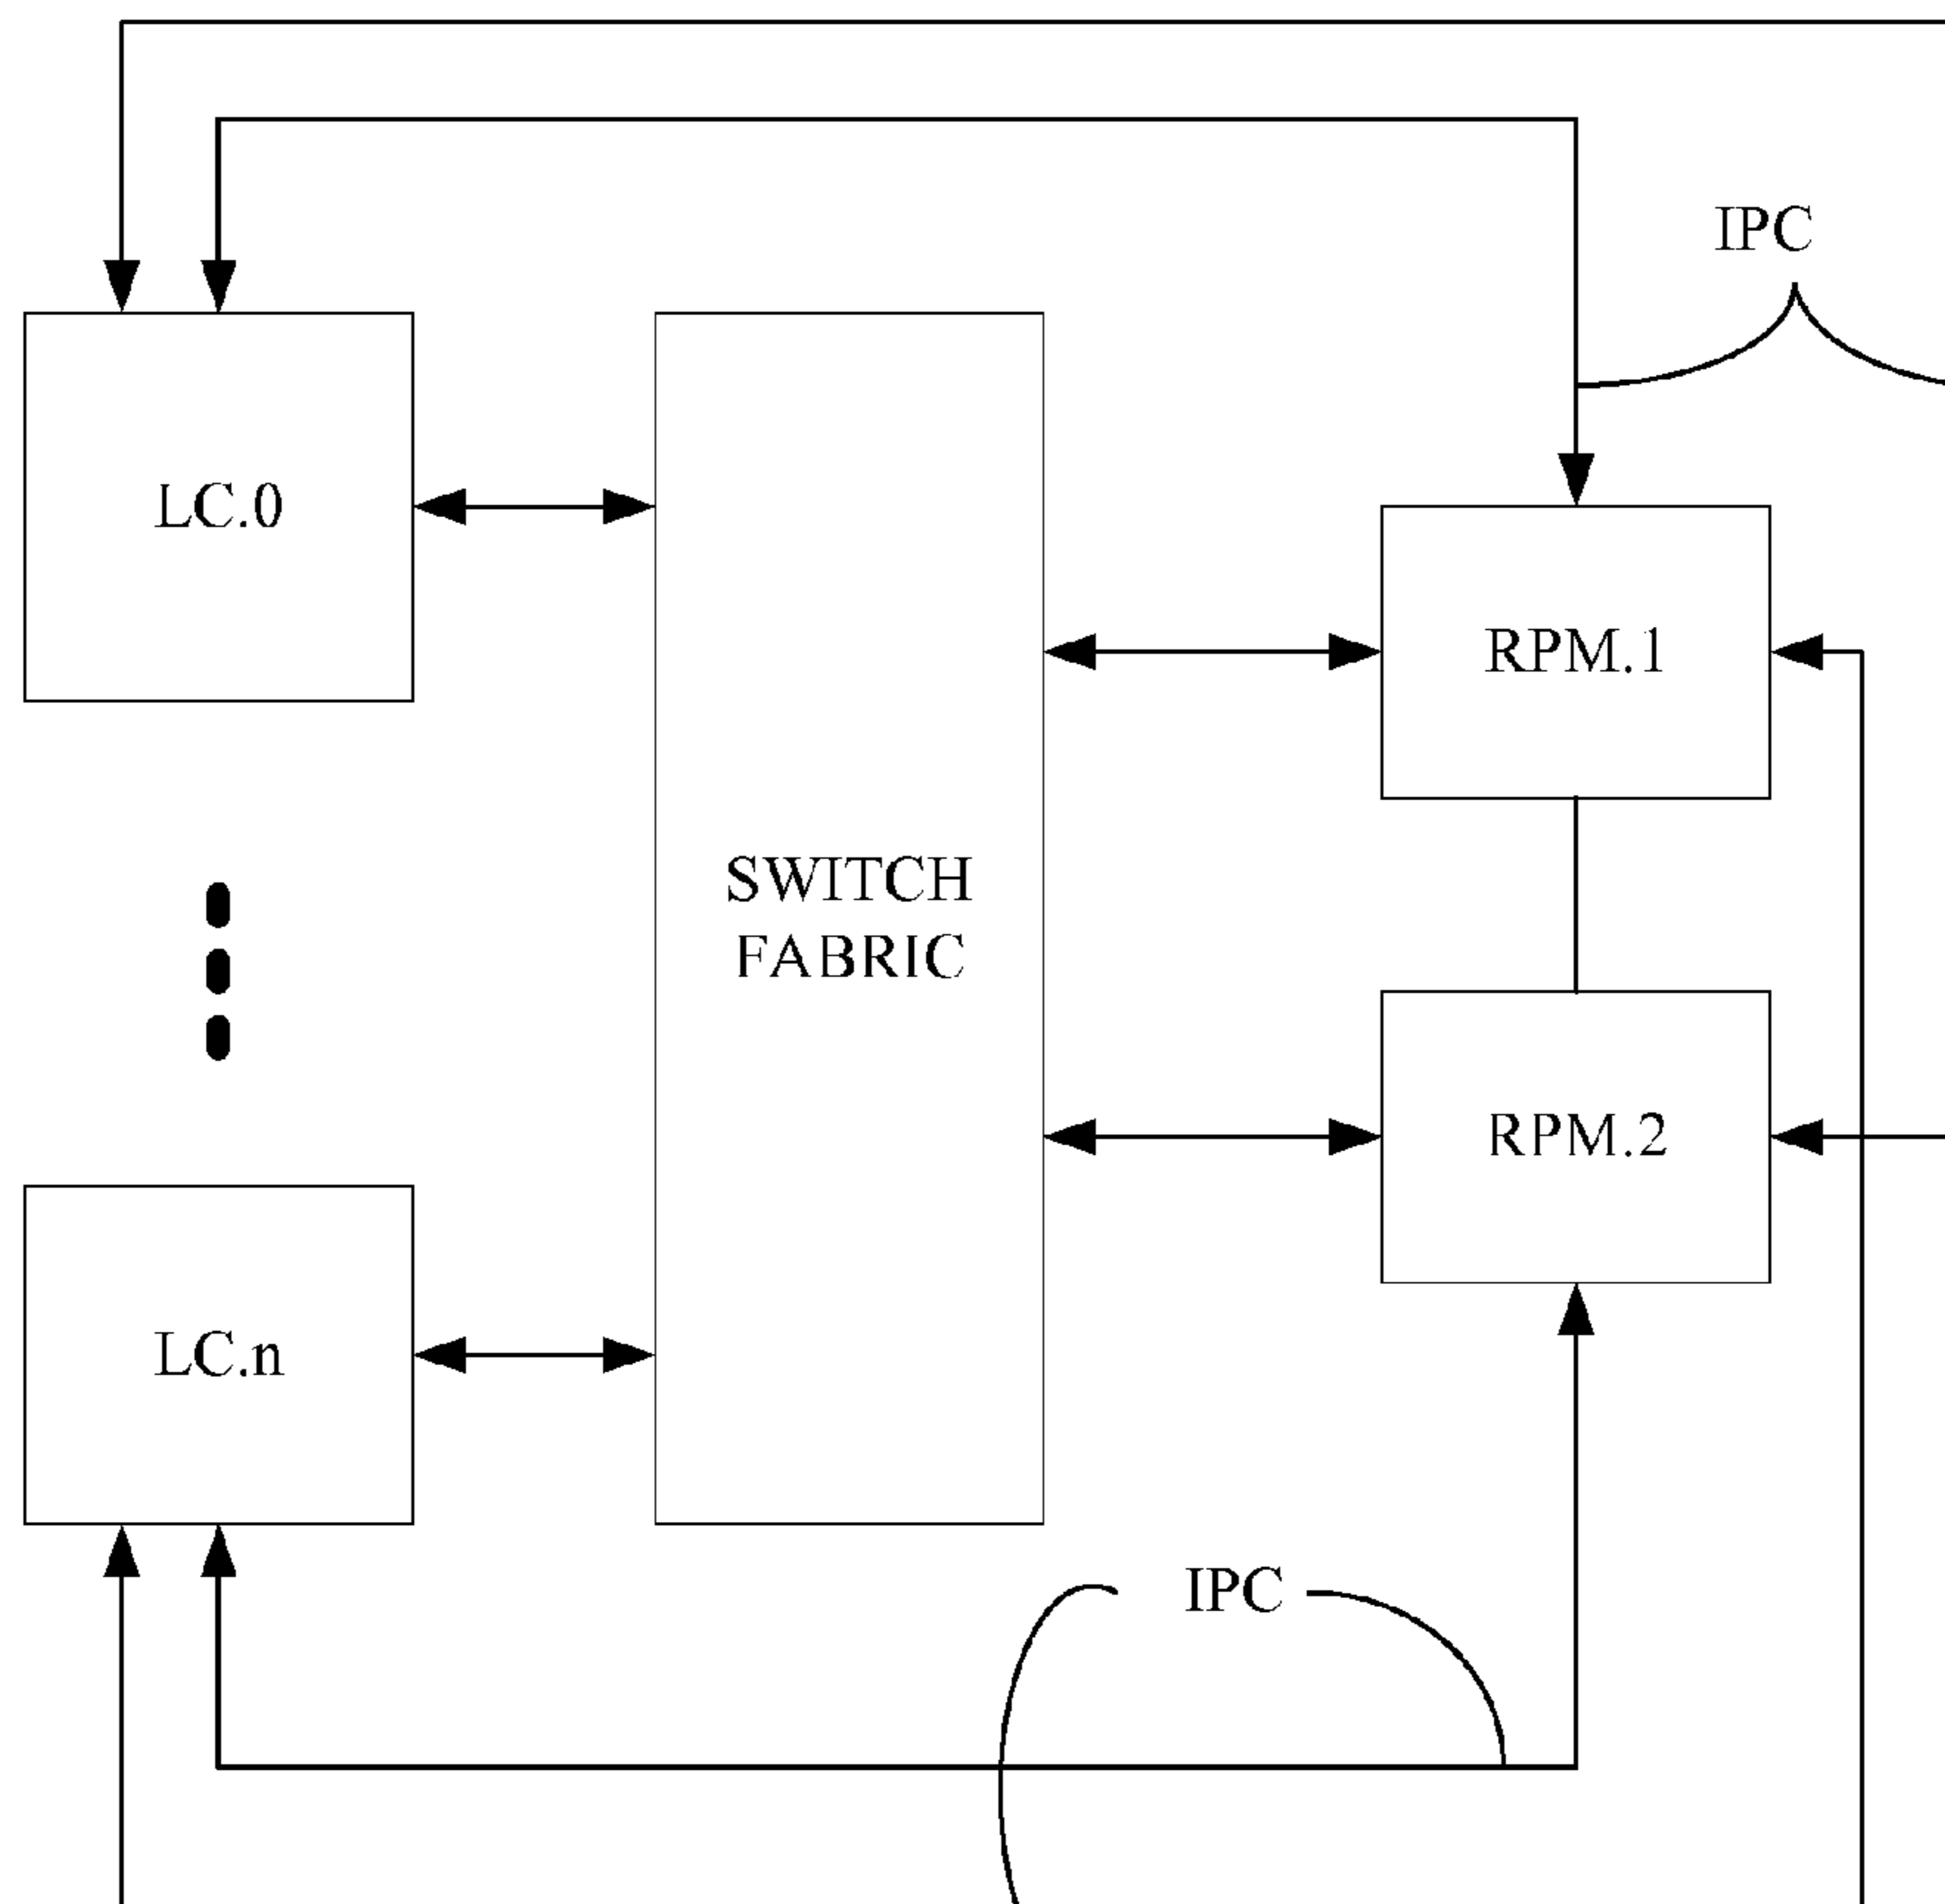 IPC
LC.0
RPM.1
SWITCH
FABRIC
RPM.2
LC.n
IPC